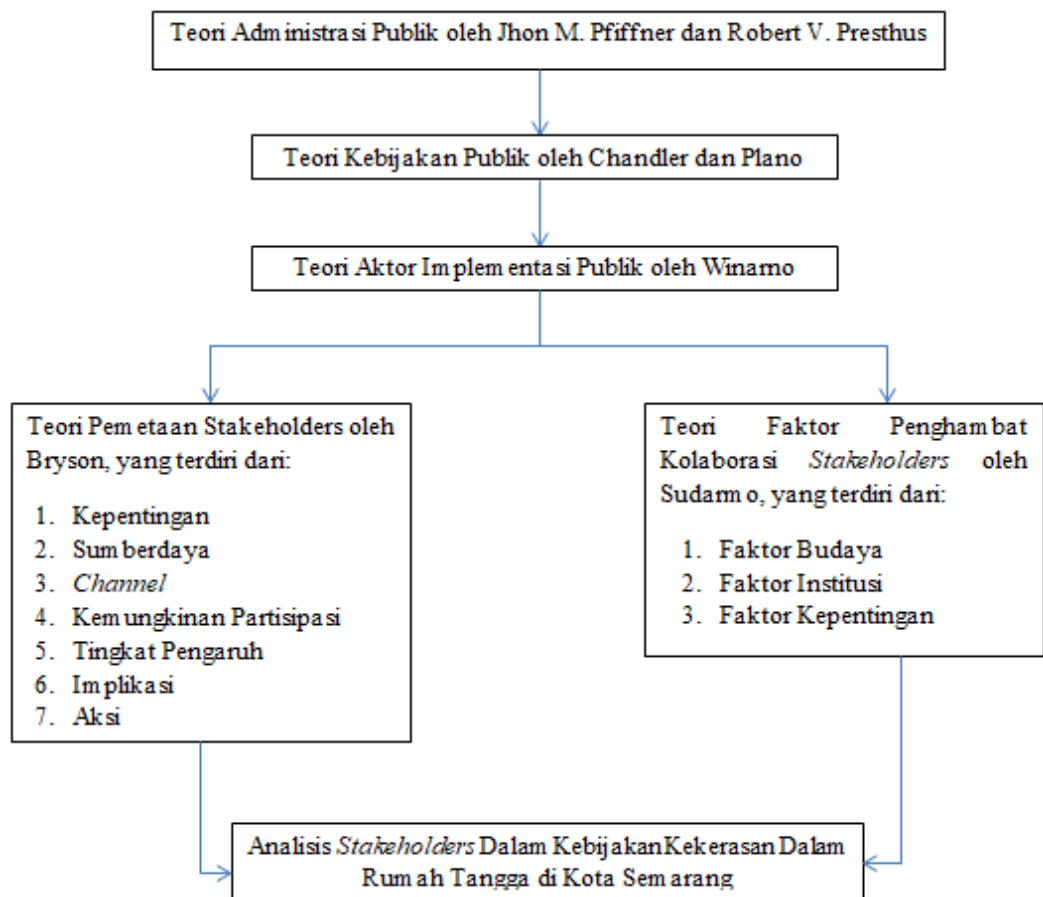 Teori Administrasi Publik oleh Jhon M. Pfiffner dan Robert V. Presthus
Teori Kebijakan Publik oleh Chandler dan Plano
Teori Aktor Implementasi Publik oleh Winarno
Teori Pemetaan Stakeholders oleh
Bryson, yang terdiri dari:
1. Kepentingan
2. Sumberdaya
3. Channel
4. Kemungkinan Partisipasi
5. Tingkat Pengaruh
6. Implikasi
7. Aksi
Teori Faktor Penghambat
Kolaborasi Stakeholders oleh
Sudarmo, yang terdiri dari:
1. Faktor Budaya
2. Faktor Institusi
3. Faktor Kepentingan
Analisis Stakeholders Dalam Kebijakan Kekerasan Dalam
Rumah Tangga di Kota Semarang